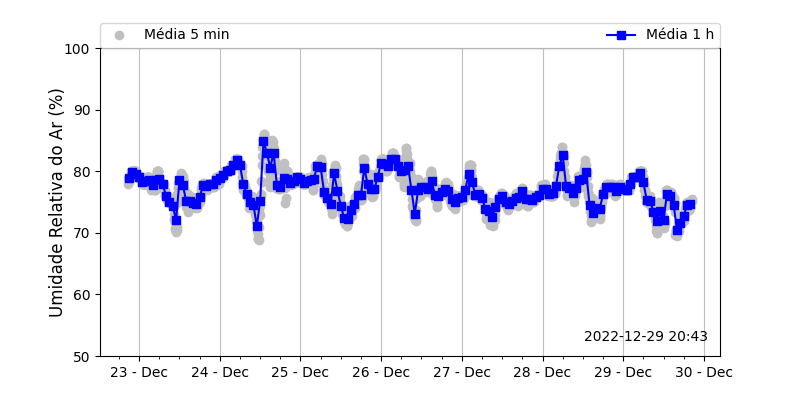 Média 5 min
Média 1 h
100
90
80
70
60
50
Umidade Relativa do Ar (%)
2022-12-29 20:43
23 - Dec
24 - Dec
25 - Dec
26 - Dec
27 - Dec
28 - Dec
29 - Dec
30 - Dec